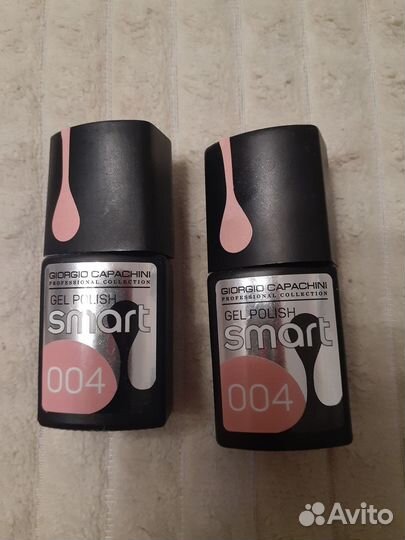 GIORGIO CAPACHINI
PROFESSIONAL COLLECTION
GEL POLISH
smart
004
GIORGIO CAPACHINI
PROFESSIONAL COLLECTION
GEL POLISH
smart
004
Avito